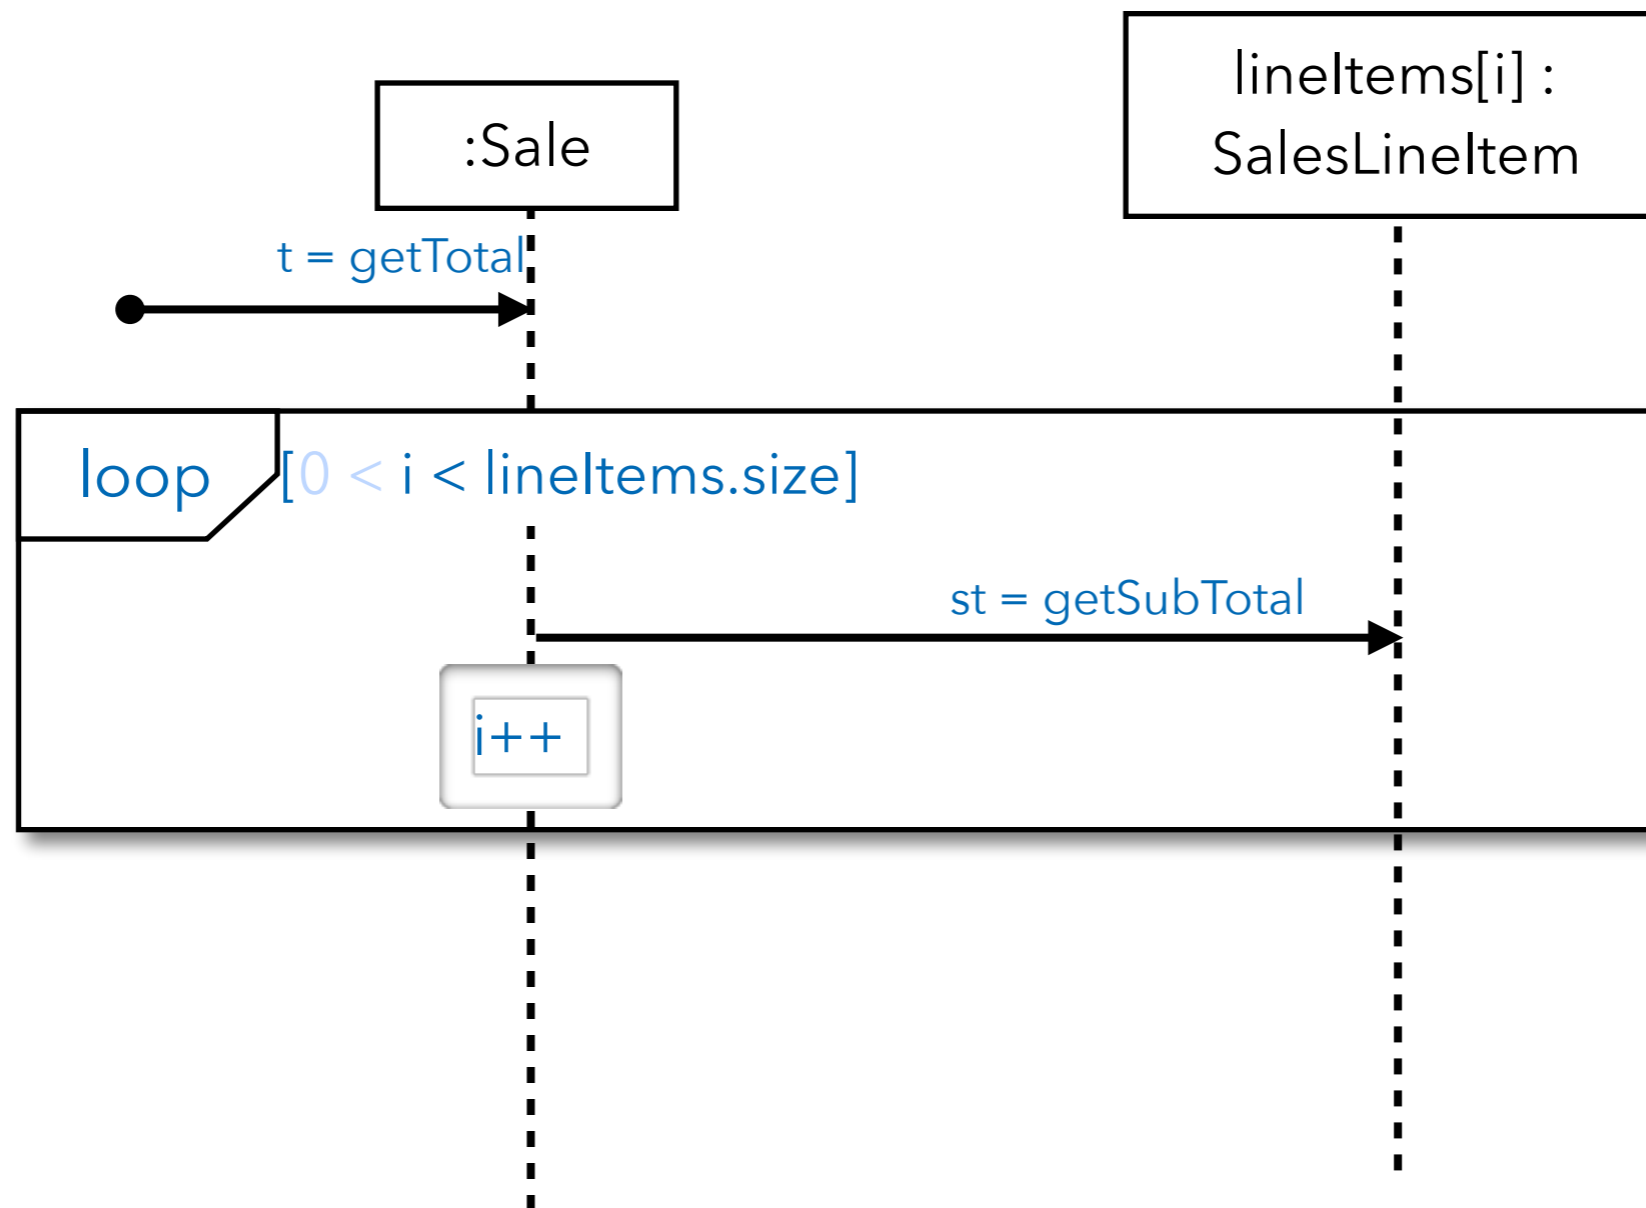 :Sale
lineItems[i] :
SalesLineItem
t = getTotal
loop
[0 < i < lineItems.size]
st = getSubTotal
i++